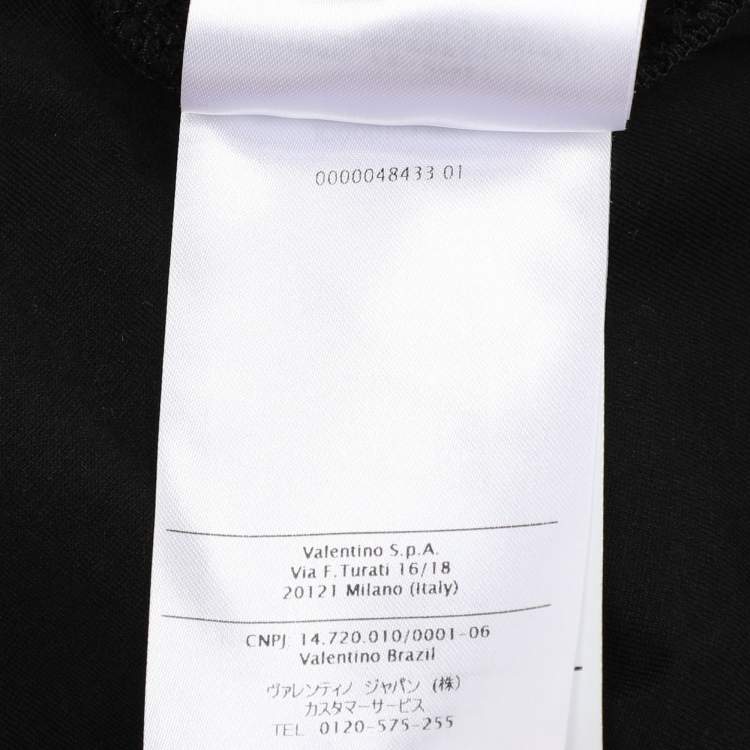 0000048433 01
Valentino S.p.A.
Via F.Turati 16/18
20121 Milano (Italy)
CNPJ 14.720.010/0001-06
Valentino Brazil
ヴァレンティノ ジャパン (株)
カスタマーサービス
TEL 0120-575-255